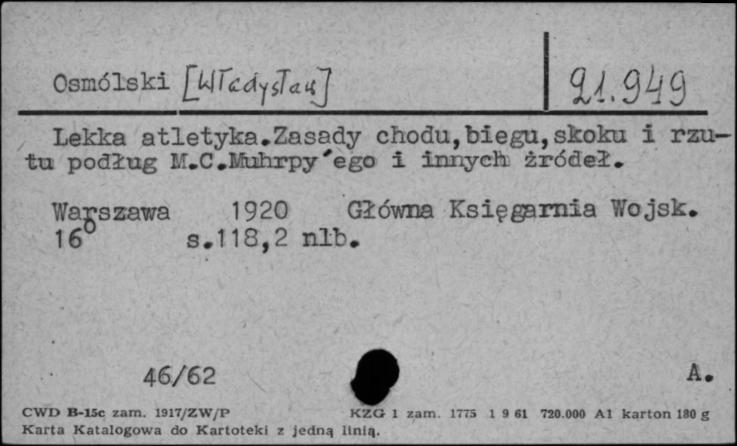 Osmólski [Władysław] 21.949
Lekka atletyka.Zasady chodu,biegu,skoku i rzu-
tu podług M.C.Muhrpy'ego i innych źródeł.
Warszawa 1920 Główna Księgarnia Wojsk.
16° s.118,2 nlb.
46/62 A.
CWD B-15c zam. 1917/ZW/P KZG 1 zam. 1775 1 9 61 720.000 A1 karton 180 g
Karta Katalogowa do Kartoteki z jedną linią.